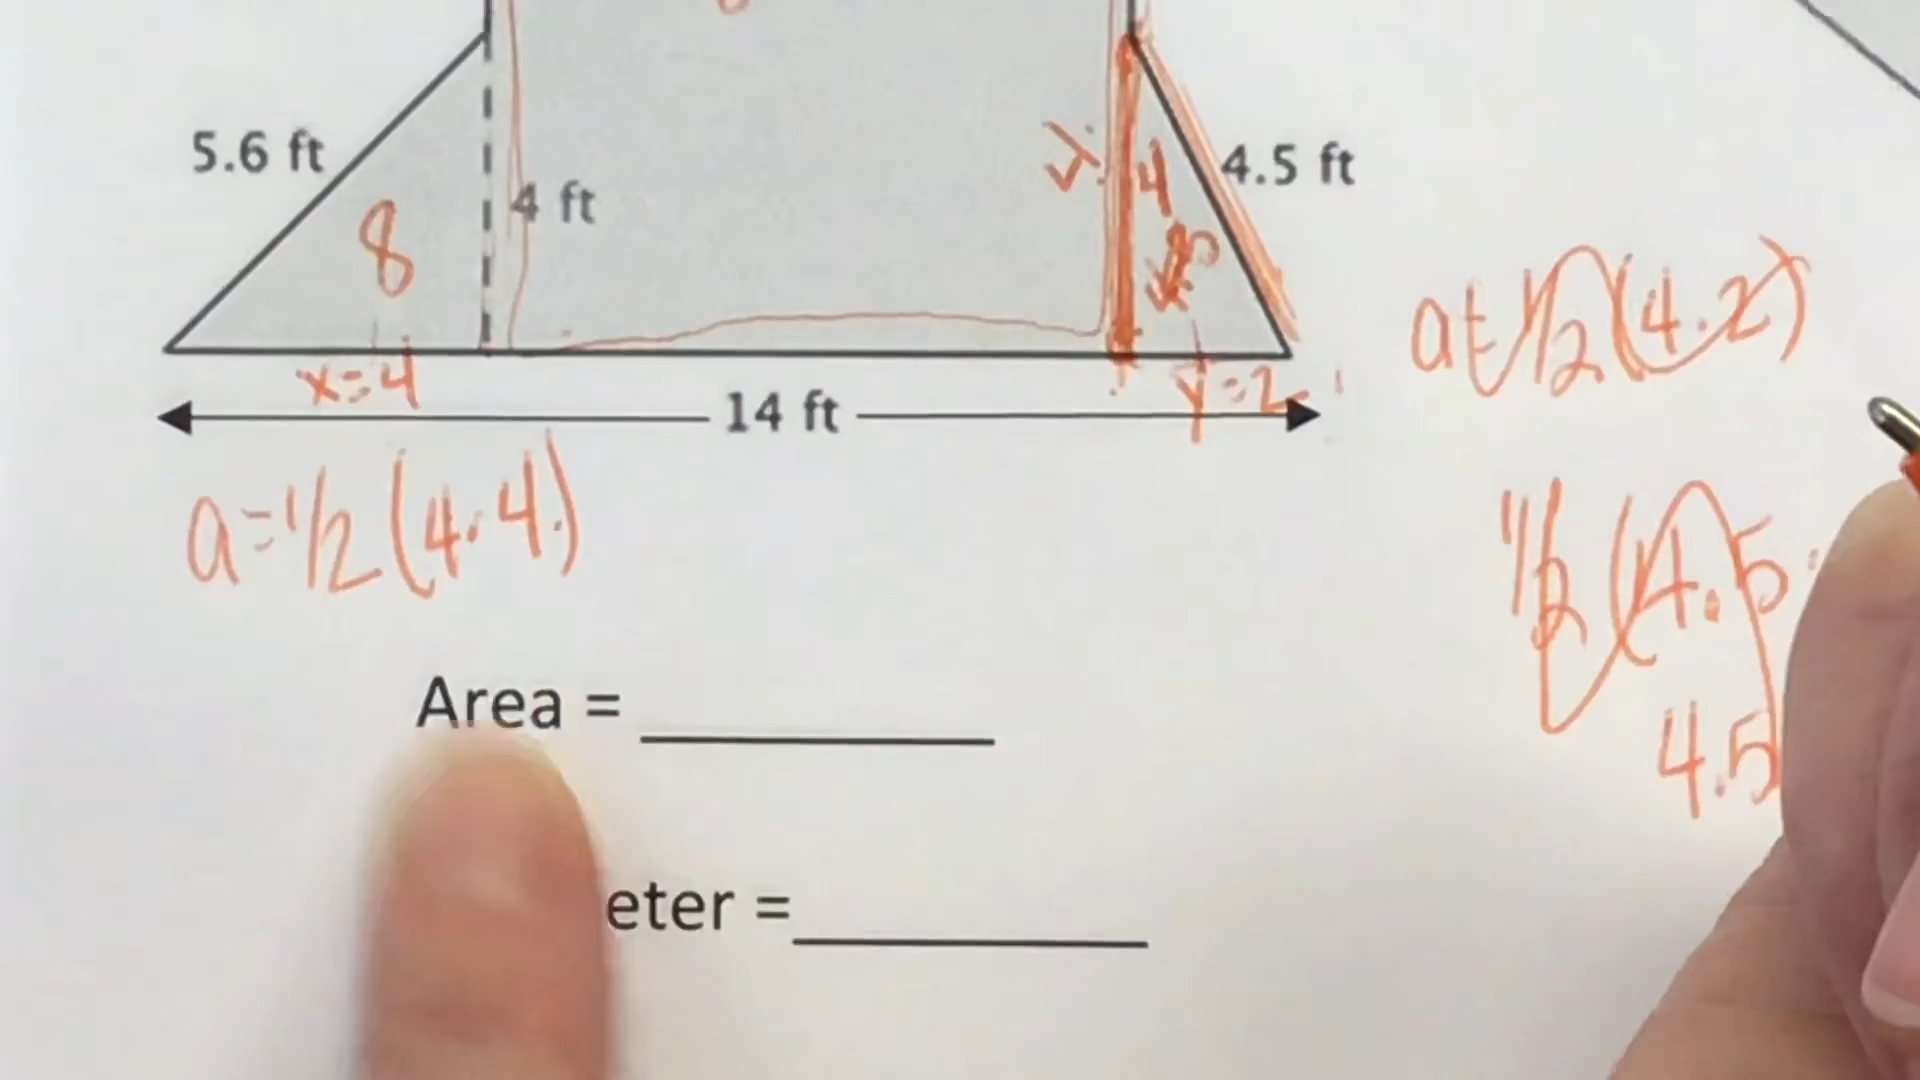 5.6 ft
4 ft
4
4.5 ft
8
x=4
y=2
14 ft
a=1/2(4.4)
a=1/2(4.2)
1/2(4.5
4.5
Area =
eter =